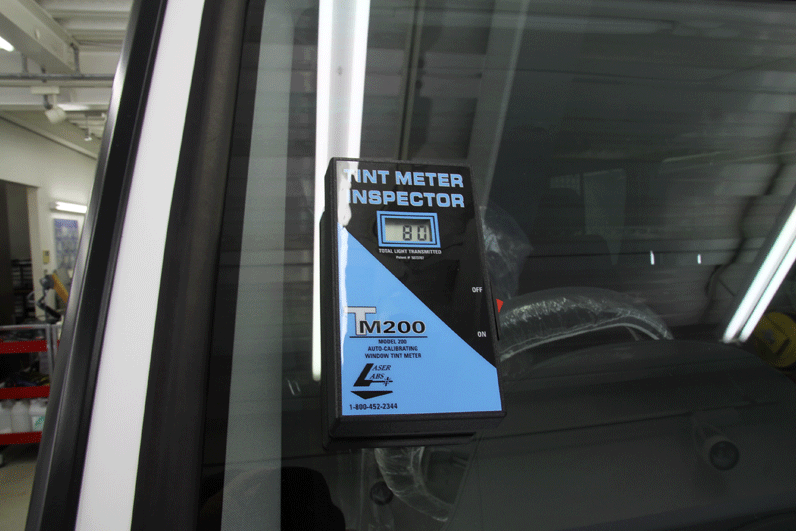 TINT METER
INSPECTOR
80
TOTAL LIGHT TRANSMITTED
OFF
ON
TM200
MODEL 200
AUTO-CALIBRATING
WINDOW TINT METER
LASER
LABS
1-800-452-2344